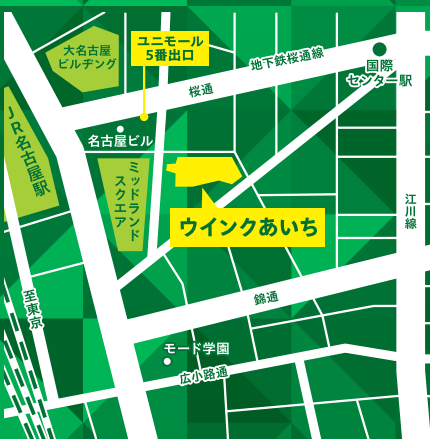 大名古屋
ビルヂング
ユニモール
5番出口
地下鉄桜通線
国際
センター駅
桜通
名古屋ビル
JR名古屋駅
ミッドランド
スクエア
ウインクあいち
江川線
至東京
錦通
モード学園
広小路通